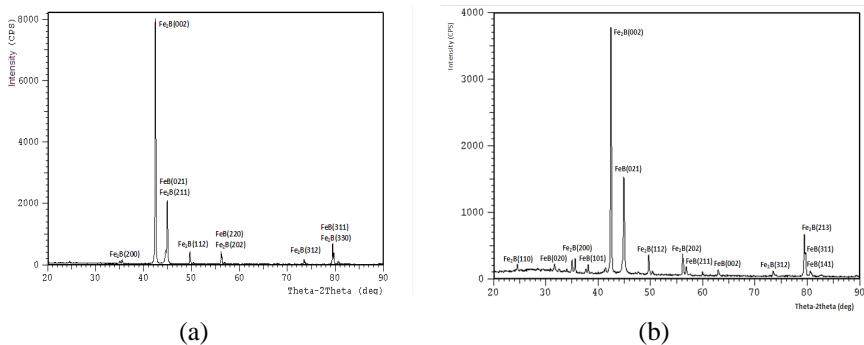 8000
6000
4000
2000
0
Intensity (CPS)
Fe₂B(002)
FeB(021)
Fe₂B(211)
Fe₂B(200)
Fe₂B(112)
FeB(220)
Fe₂B(202)
Fe₂B(312)
FeB(311)
Fe₂B(330)
20 30 40 50 60 70 80 90
Theta-2Theta (deg)
(a)
4000
3000
2000
1000
0
Intensity (CPS)
Fe₂B(002)
FeB(021)
Fe₂B(110)
FeB(020)
Fe₂B(200)
FeB(101)
Fe₂B(112)
Fe₂B(202)
FeB(211)
FeB(002)
Fe₂B(312)
Fe₂B(213)
FeB(311)
FeB(141)
20 30 40 50 60 70 80 90
Theta-2theta (deg)
(b)